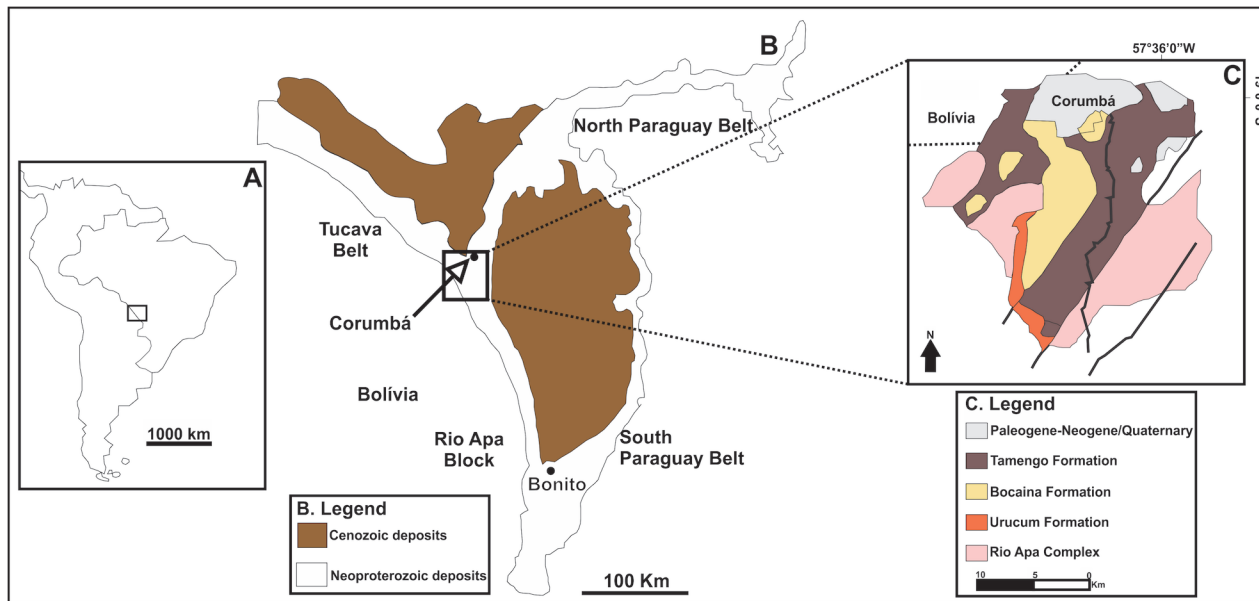 A
1000 km
B
North Paraguay Belt
Tucava
Belt
Corumbá
Bolívia
Rio Apa
Block
South
Paraguay Belt
Bonito
B. Legend
Cenozoic deposits
Neoproterozoic deposits
100 Km
57°36'0"W
C
Corumbá
Bolívia
N
C. Legend
Paleogene-Neogene/Quaternary
Tamengo Formation
Bocaina Formation
Urucum Formation
Rio Apa Complex
10 5 0
Km